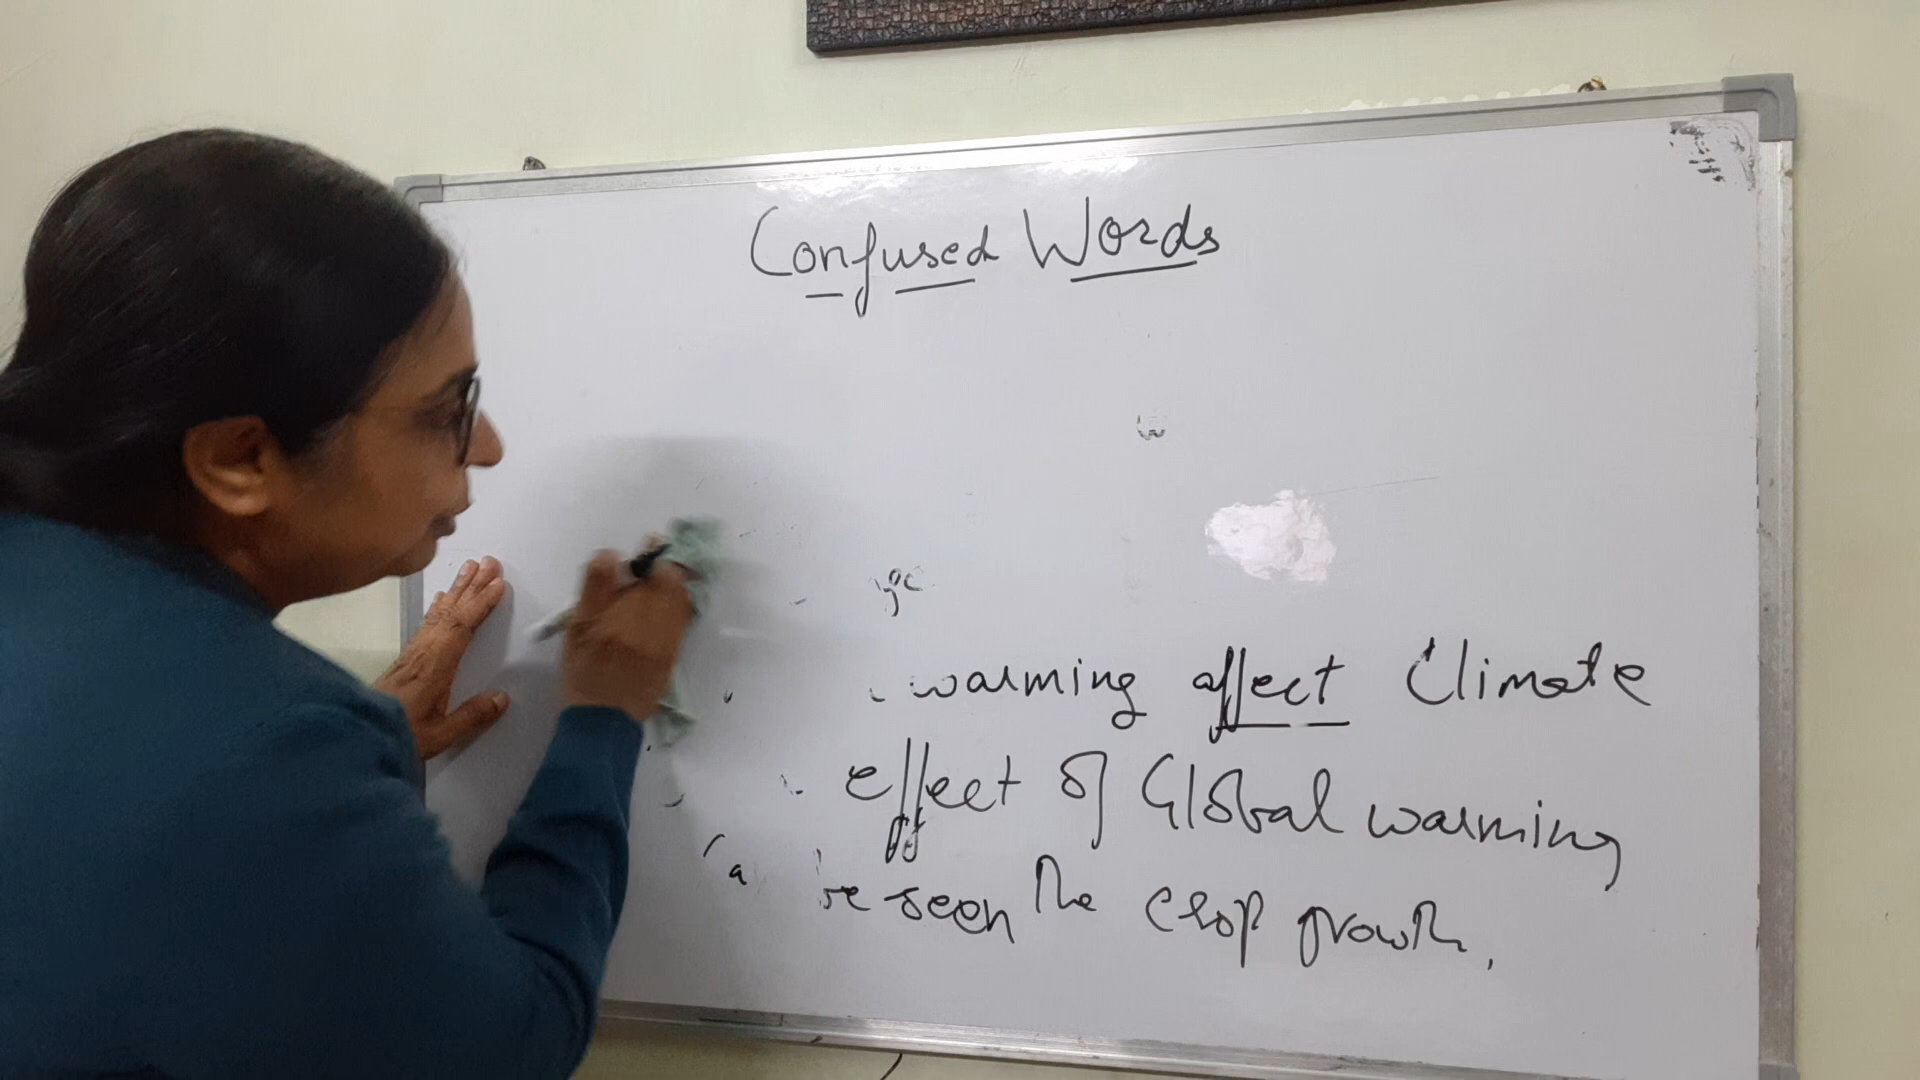 Confused Words
warming affect Climate
effect of Global warming
seen the crop growth,